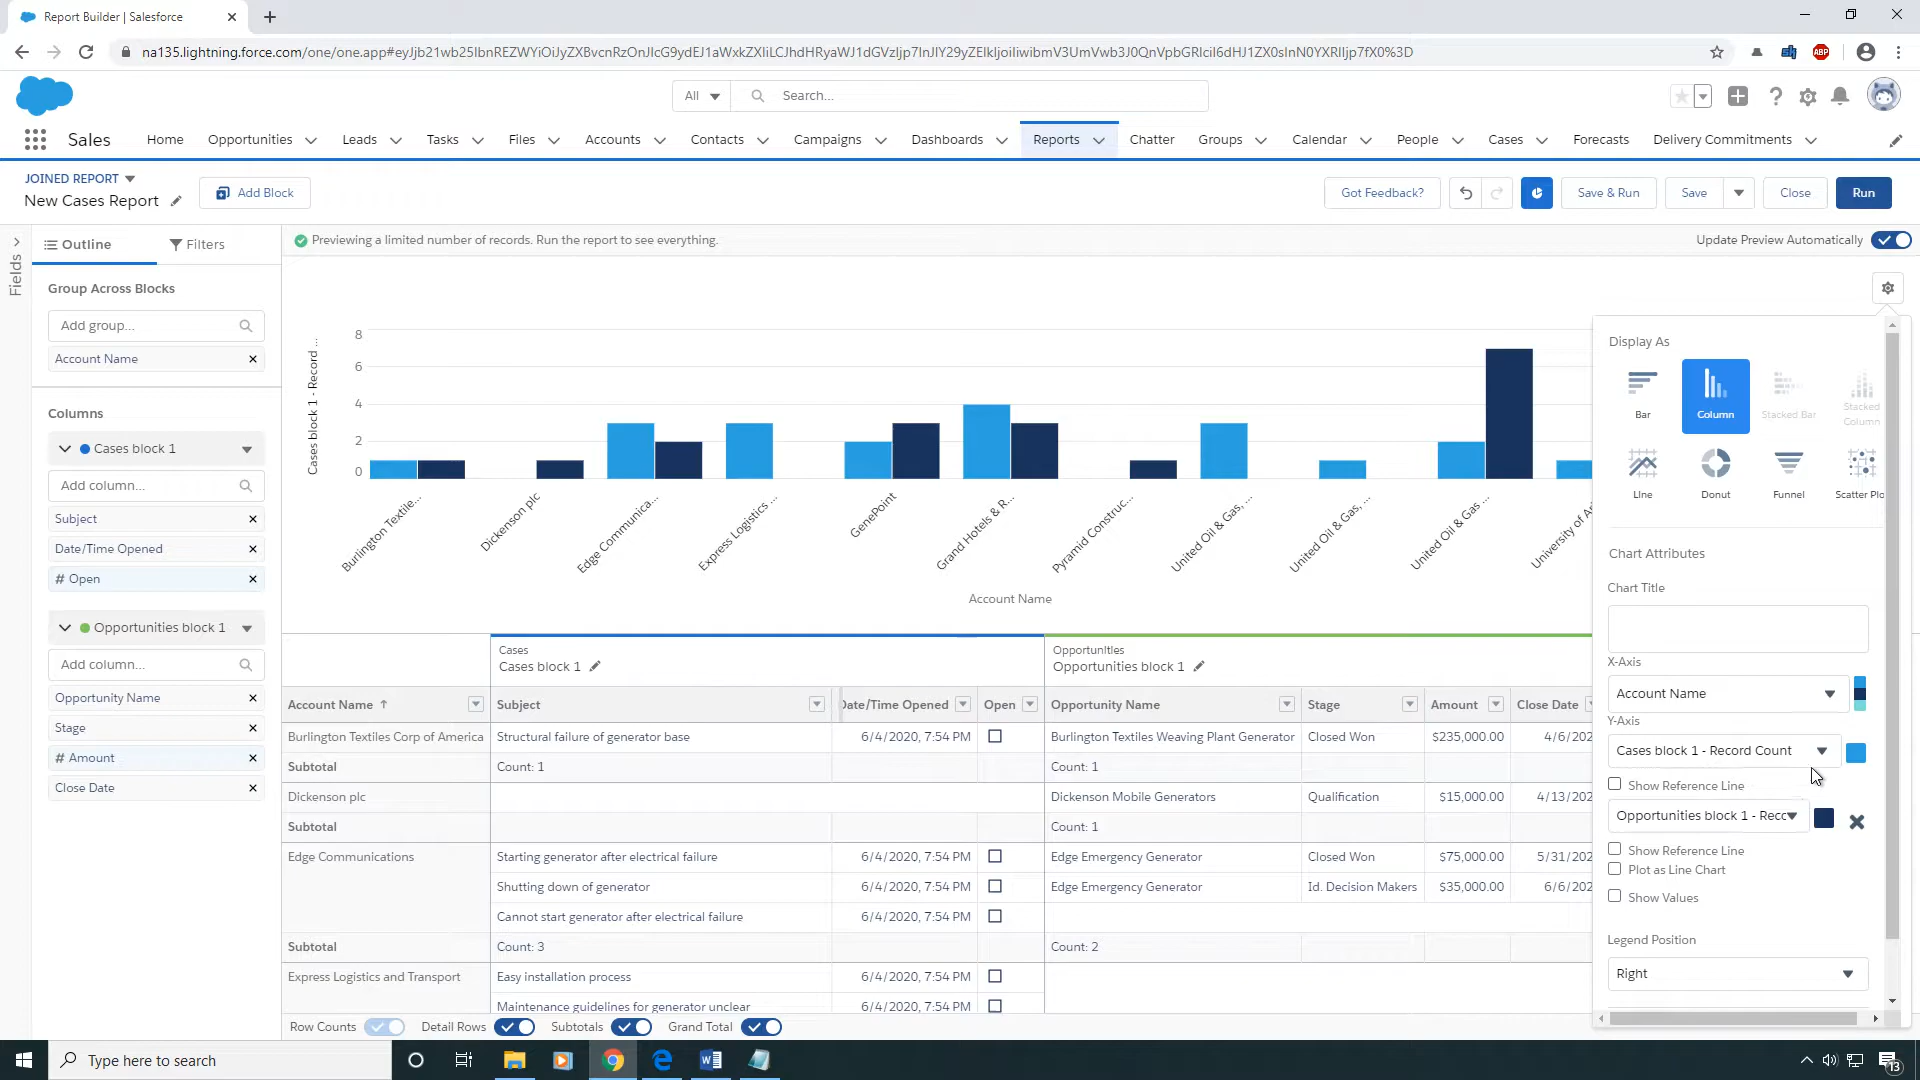 Report Builder | Salesforce
na135.lightning.force.com/one/one.app#
All
Search...
Sales
Home
Opportunities
Leads
Tasks
Files
Accounts
Contacts
Campaigns
Dashboards
Reports
Chatter
Groups
Calendar
People
Cases
Forecasts
Delivery Commitments
JOINED REPORT
New Cases Report
Add Block
Got Feedback?
Save & Run
Save
Close
Run
Fields
Outline
Filters
Previewing a limited number of records. Run the report to see everything.
Update Preview Automatically
Group Across Blocks
Add group...
Account Name
Columns
Cases block 1
Add column...
Subject
Date/Time Opened
# Open
Opportunities block 1
Add column...
Opportunity Name
Stage
# Amount
Close Date
Cases block 1 - Record ...
8
6
4
2
0
Burlington Textile...
Dickenson plc
Edge Communica...
Express Logistics ...
GenePoint
Grand Hotels & R...
Pyramid Construc...
United Oil & Gas, ...
United Oil & Gas, ...
United Oil & Gas ...
University of A
Account Name
Cases
Cases block 1
Opportunities
Opportunities block 1
Account Name ↑
Subject
Date/Time Opened
Open
Opportunity Name
Stage
Amount
Close Date
Burlington Textiles Corp of America
Structural failure of generator base
6/4/2020, 7:54 PM
Burlington Textiles Weaving Plant Generator
Closed Won
$235,000.00
4/6/202
Subtotal
Count: 1
Count: 1
Dickenson plc
Dickenson Mobile Generators
Qualification
$15,000.00
4/13/202
Subtotal
Count: 1
Edge Communications
Starting generator after electrical failure
6/4/2020, 7:54 PM
Edge Emergency Generator
Closed Won
$75,000.00
5/31/202
Shutting down of generator
6/4/2020, 7:54 PM
Edge Emergency Generator
Id. Decision Makers
$35,000.00
6/6/202
Cannot start generator after electrical failure
6/4/2020, 7:54 PM
Subtotal
Count: 3
Count: 2
Express Logistics and Transport
Easy installation process
6/4/2020, 7:54 PM
Maintenance guidelines for generator unclear
6/4/2020, 7:54 PM
Row Counts
Detail Rows
Subtotals
Grand Total
Display As
Bar
Column
Stacked Bar
Stacked
Column
Line
Donut
Funnel
Scatter Plo
Chart Attributes
Chart Title
X-Axis
Account Name
Y-Axis
Cases block 1 - Record Count
Show Reference Line
Opportunities block 1 - Recc
Show Reference Line
Plot as Line Chart
Show Values
Legend Position
Right
Type here to search
ABP
13